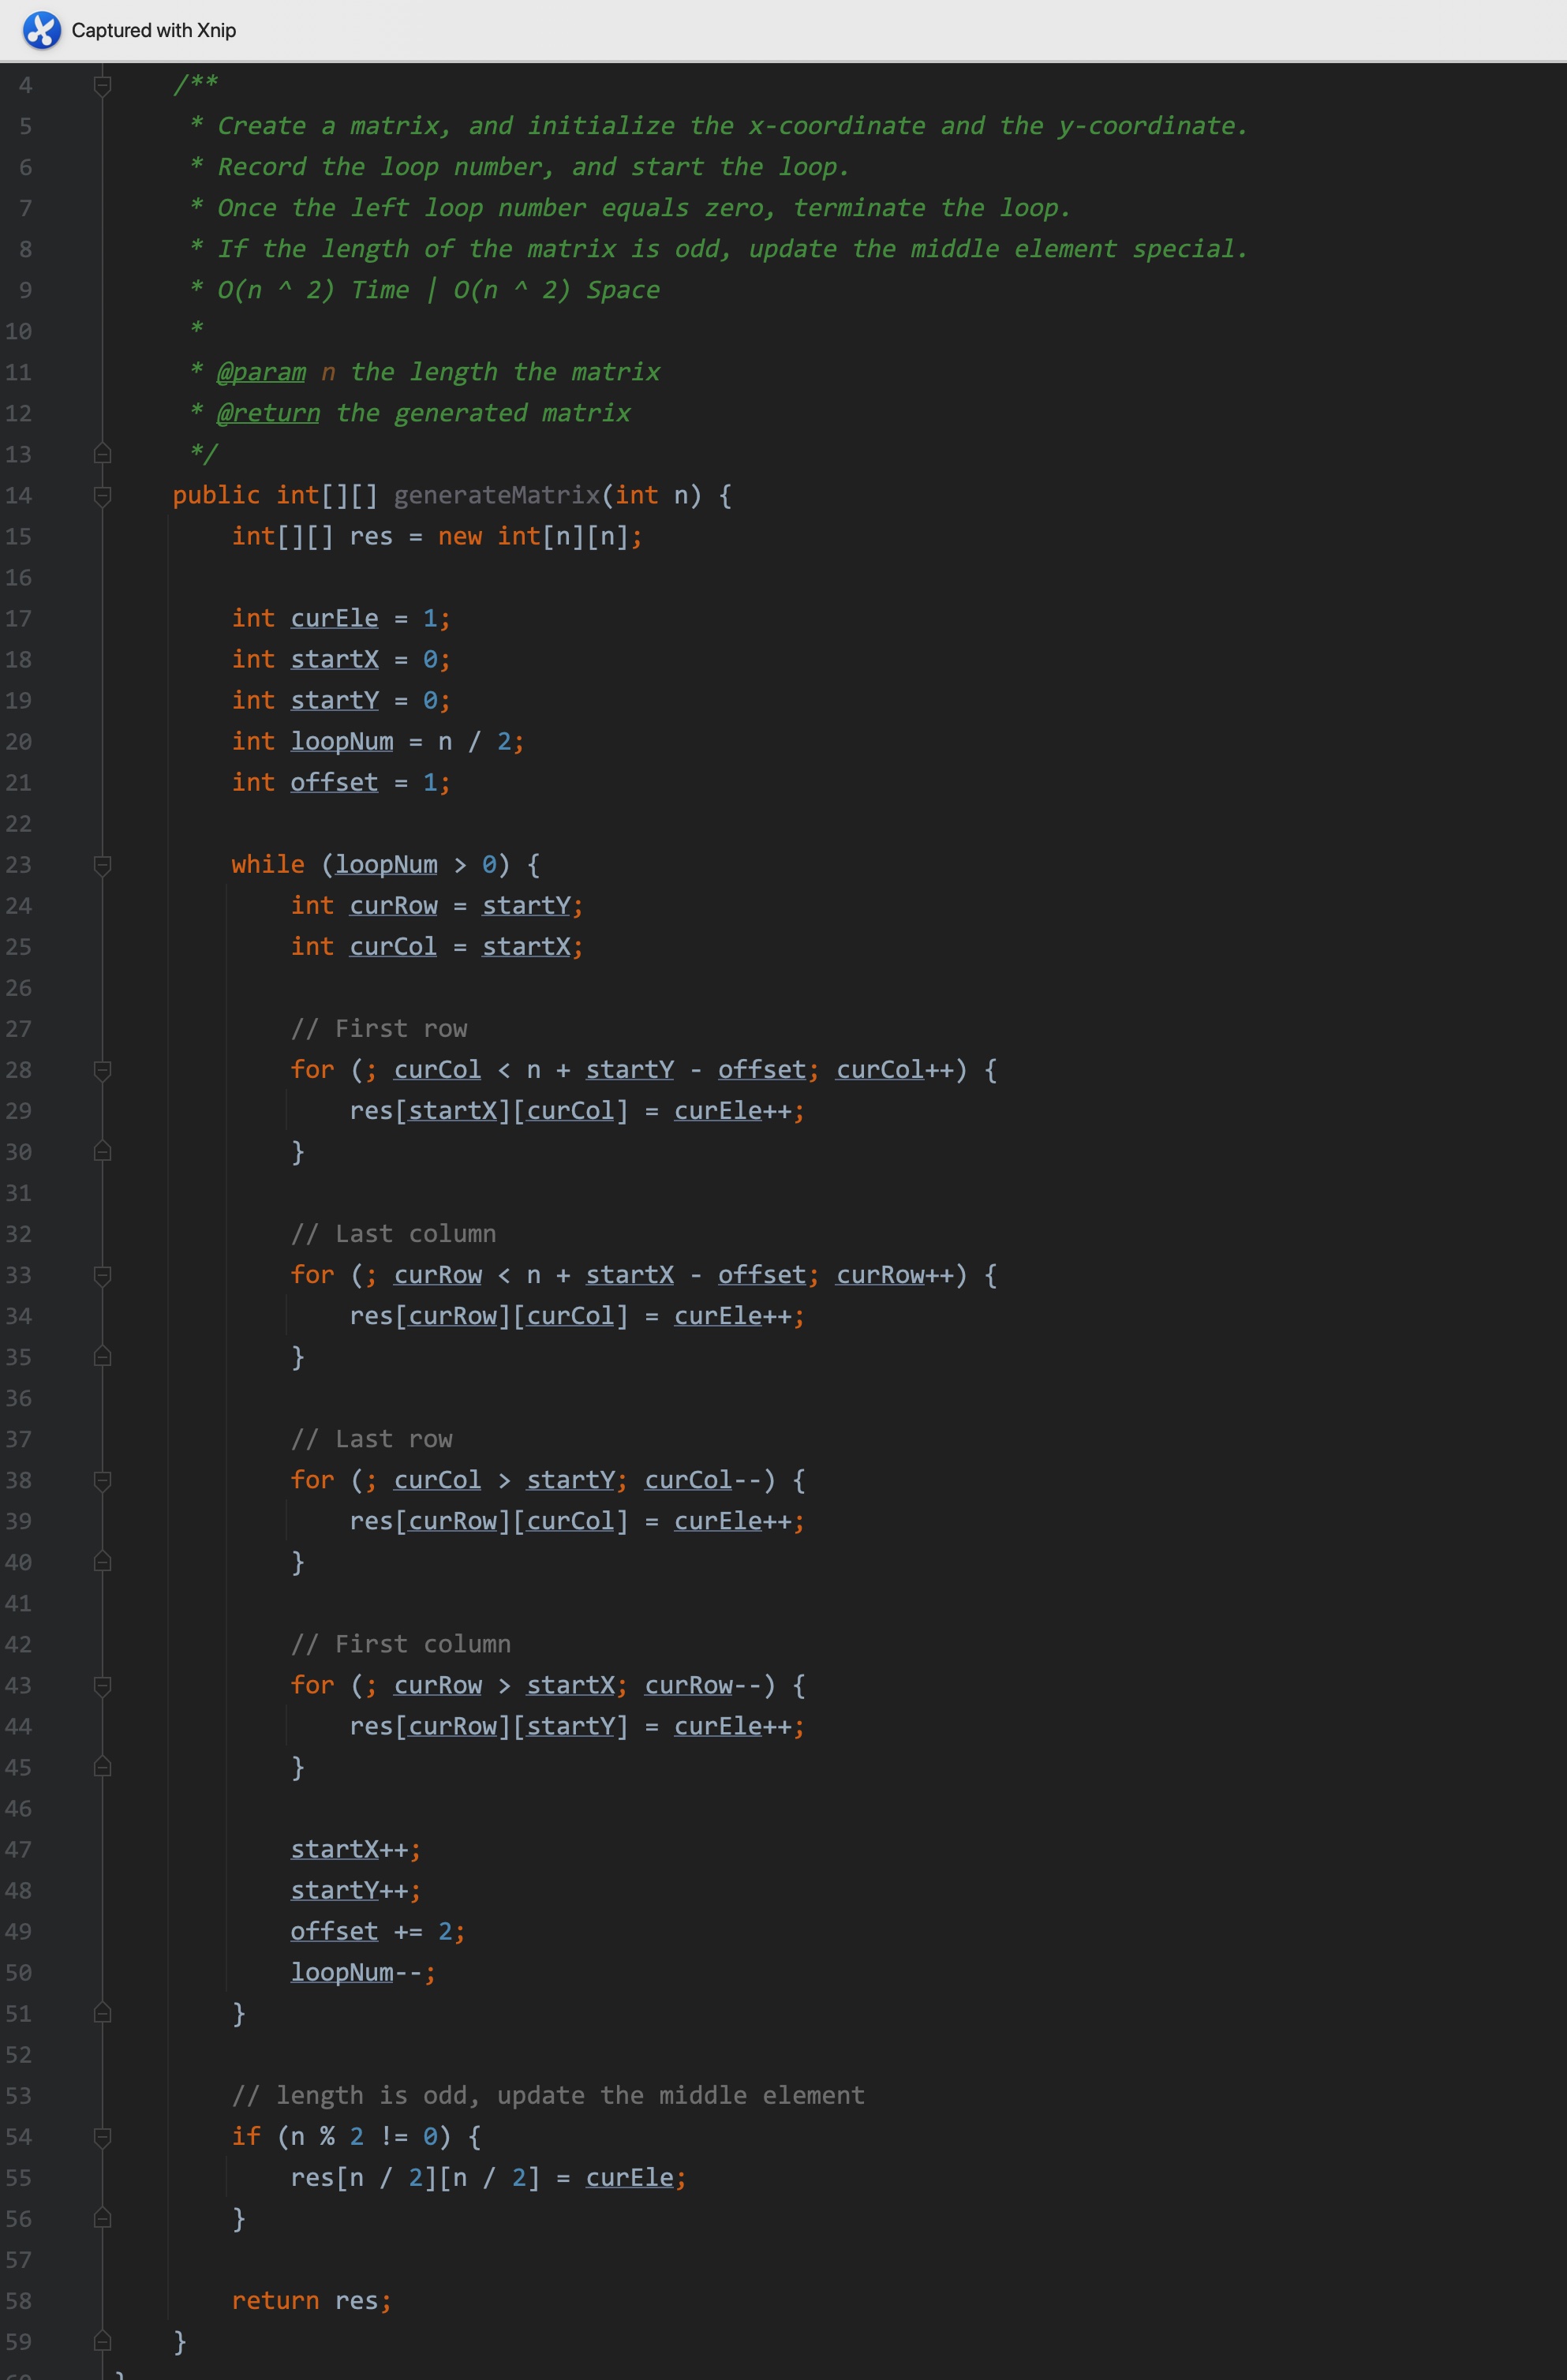 Captured with Xnip
4 /**
5 * Create a matrix, and initialize the x-coordinate and the y-coordinate.
6 * Record the loop number, and start the loop.
7 * Once the left loop number equals zero, terminate the loop.
8 * If the length of the matrix is odd, update the middle element special.
9 * O(n ^ 2) Time | O(n ^ 2) Space
10 *
11 * @param n the length the matrix
12 * @return the generated matrix
13 */
14 public int[][] generateMatrix(int n) {
15 int[][] res = new int[n][n];
16
17 int curEle = 1;
18 int startX = 0;
19 int startY = 0;
20 int loopNum = n / 2;
21 int offset = 1;
22
23 while (loopNum > 0) {
24 int curRow = startY;
25 int curCol = startX;
26
27 // First row
28 for (; curCol < n + startY - offset; curCol++) {
29 res[startX][curCol] = curEle++;
30 }
31
32 // Last column
33 for (; curRow < n + startX - offset; curRow++) {
34 res[curRow][curCol] = curEle++;
35 }
36
37 // Last row
38 for (; curCol > startY; curCol--) {
39 res[curRow][curCol] = curEle++;
40 }
41
42 // First column
43 for (; curRow > startX; curRow--) {
44 res[curRow][startY] = curEle++;
45 }
46
47 startX++;
48 startY++;
49 offset += 2;
50 loopNum--;
51 }
52
53 // length is odd, update the middle element
54 if (n % 2 != 0) {
55 res[n / 2][n / 2] = curEle;
56 }
57
58 return res;
59 }